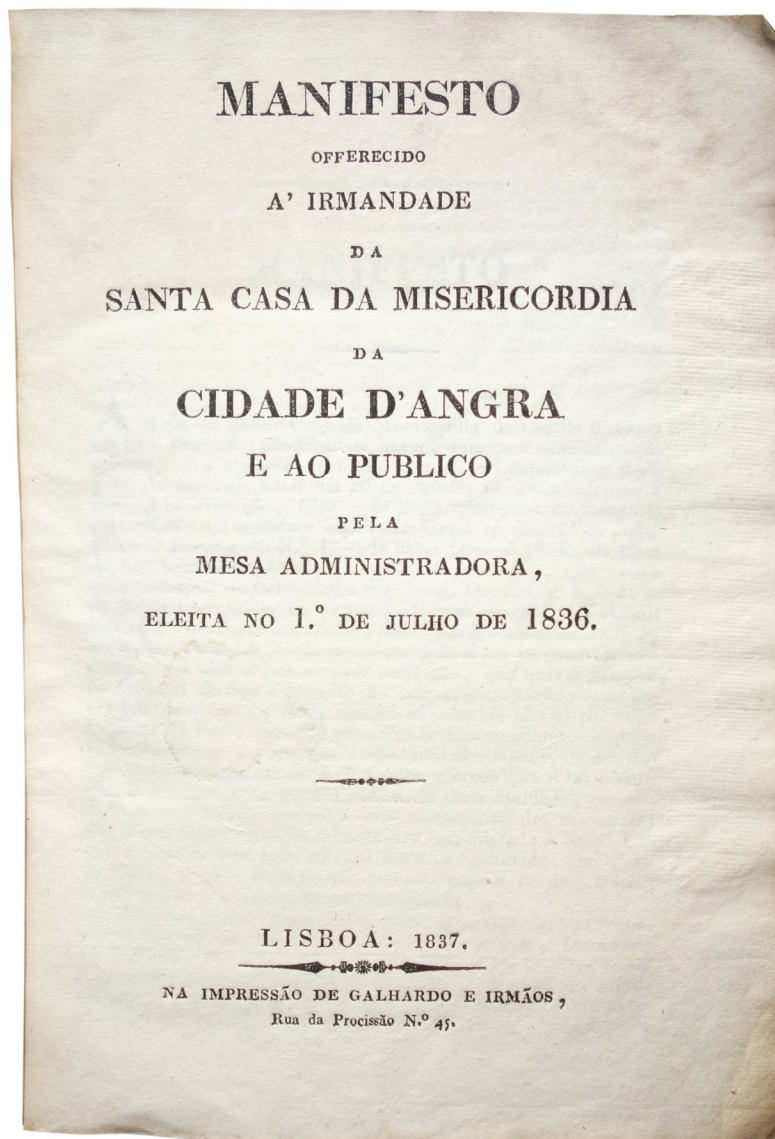 MANIFESTO
OFFERECIDO
A' IRMANDADE
DA
SANTA CASA DA MISERICORDIA
DA
CIDADE D'ANGRA
E AO PUBLICO
PELA
MESA ADMINISTRADORA,
ELEITA NO 1.º DE JULHO DE 1836.
LISBOA: 1837.
NA IMPRESSÃO DE GALHARDO E IRMÃOS,
Rua da Procissão N.º 45.